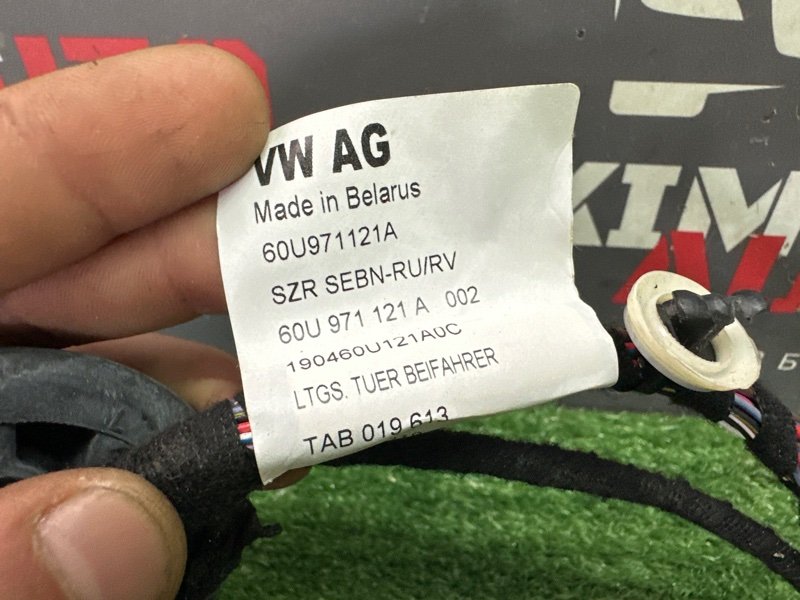 VW AG
Made in Belarus
60U971121A
SZR SEBN-RU/RV
60U 971 121 A 002
190460U121A0C
LTGS. TUER BEIFAHRER
TAB 019 613